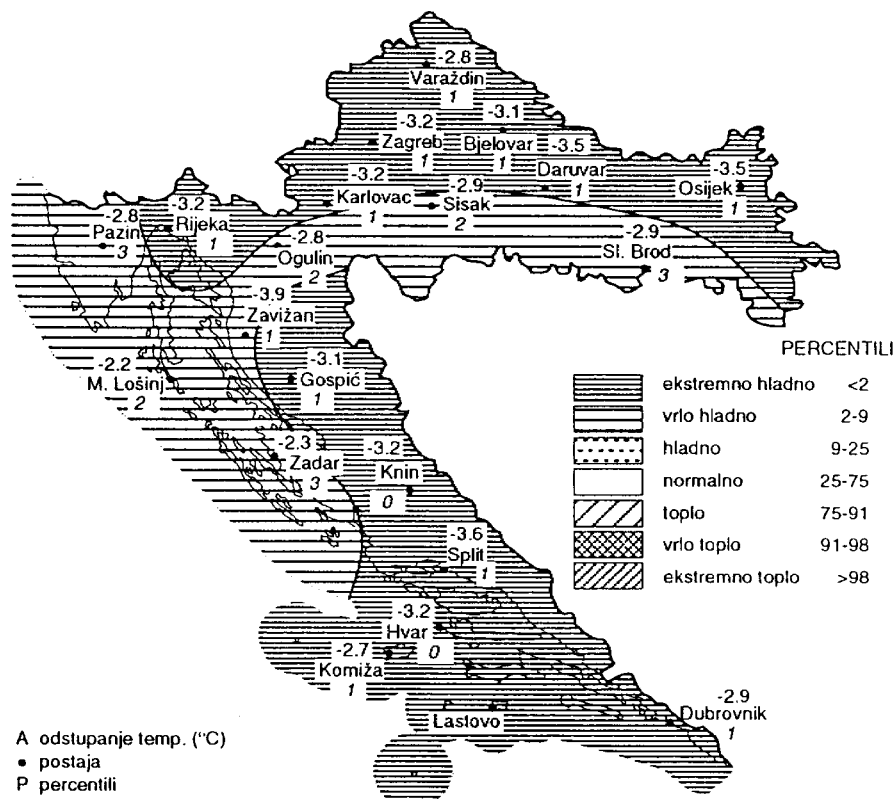 -2.8
Varaždin
1
-3.1
Bjelovar
1
-3.2
Zagreb
1
-3.5
Daruvar
1
-3.5
Osijek
1
-3.2
Karlovac
1
-2.9
Sisak
2
-3.2
Rijeka
1
-2.8
Pazin
3
-2.8
Ogulin
2
-2.9
Sl. Brod
3
-3.9
Zavižan
1
-3.1
Gospić
1
-2.2
M. Lošinj
2
-2.3
Zadar
3
-3.2
Knin
0
-3.6
Split
1
-3.2
Hvar
0
-2.7
Komiža
1
Lastovo
-2.9
Dubrovnik
1
PERCENTILI
ekstremno hladno <2
vrlo hladno 2-9
hladno 9-25
normalno 25-75
toplo 75-91
vrlo toplo 91-98
ekstremno toplo >98
A odstupanje temp. (°C)
• postaja
P percentili